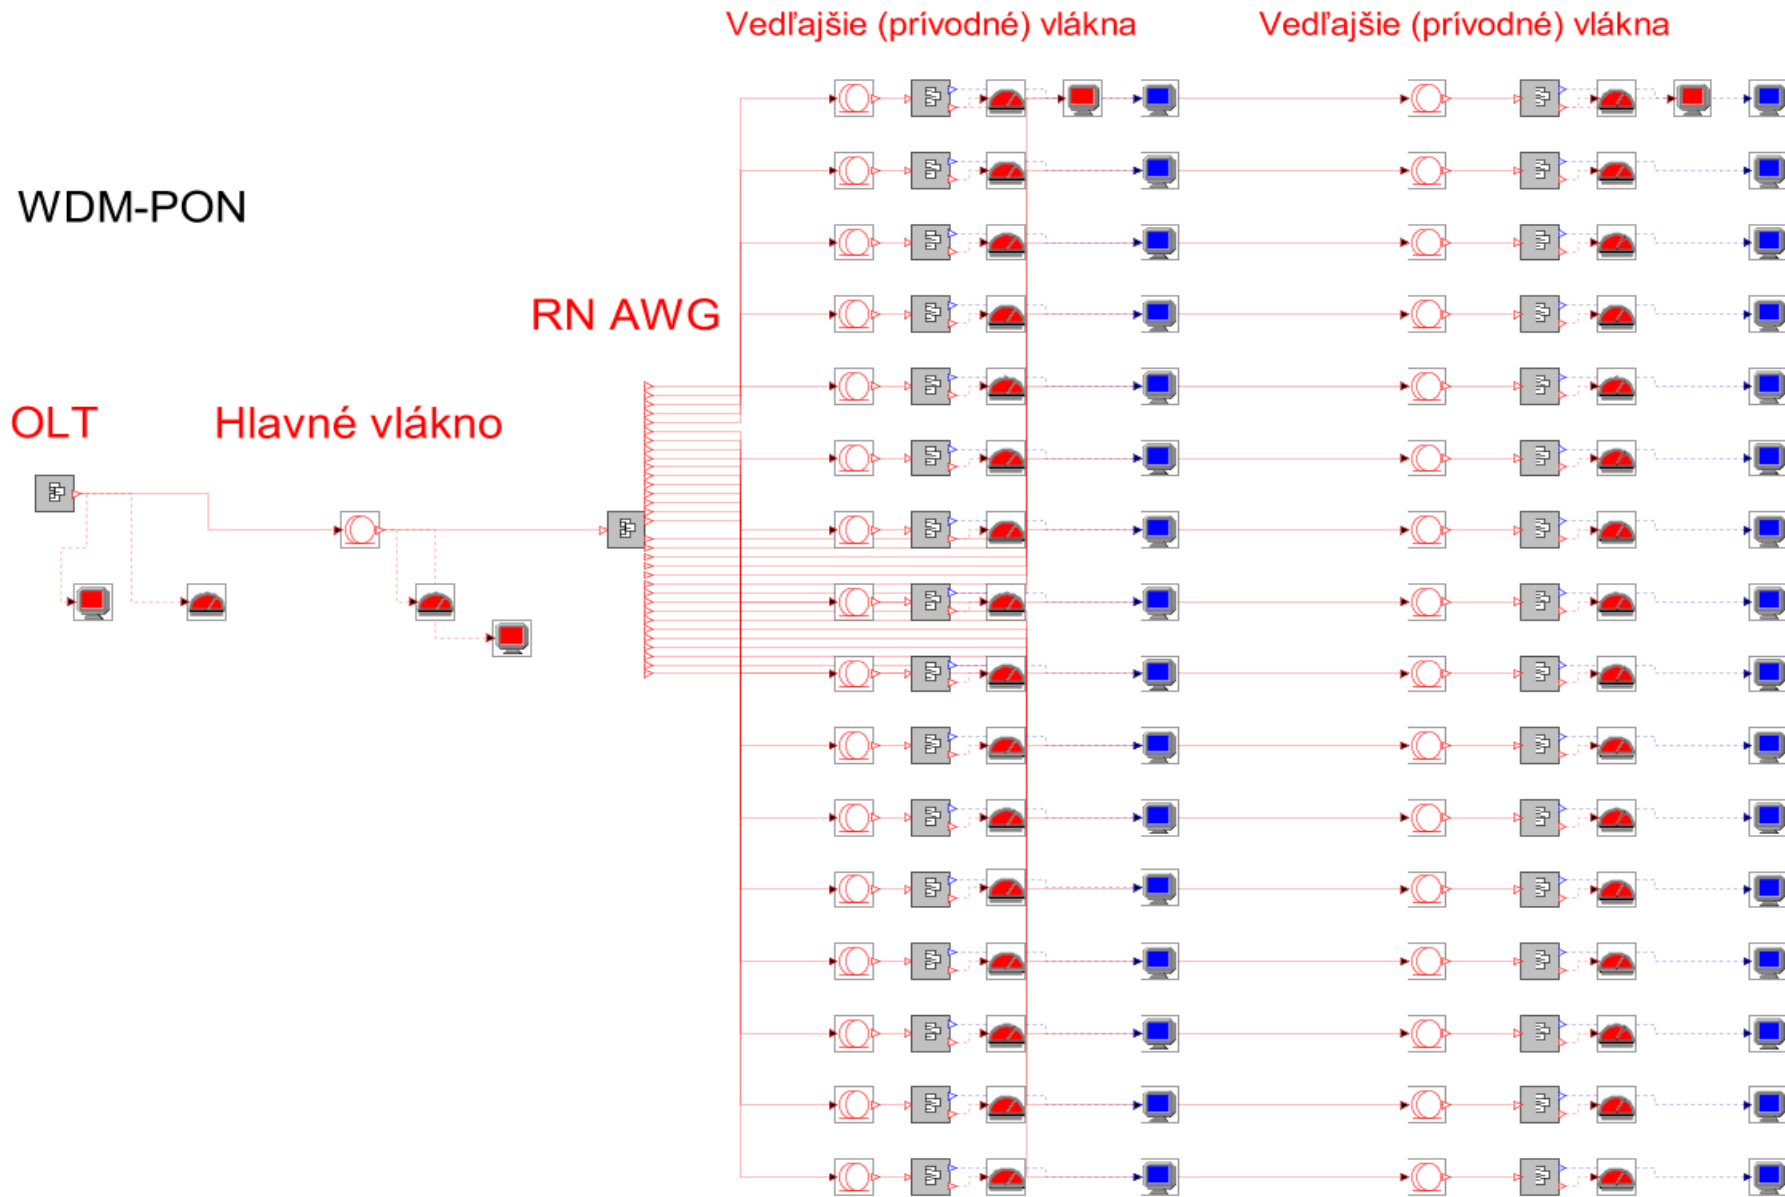 Vedľajšie (prívodné) vlákna
Vedľajšie (prívodné) vlákna
WDM-PON
RN AWG
OLT
Hlavné vlákno